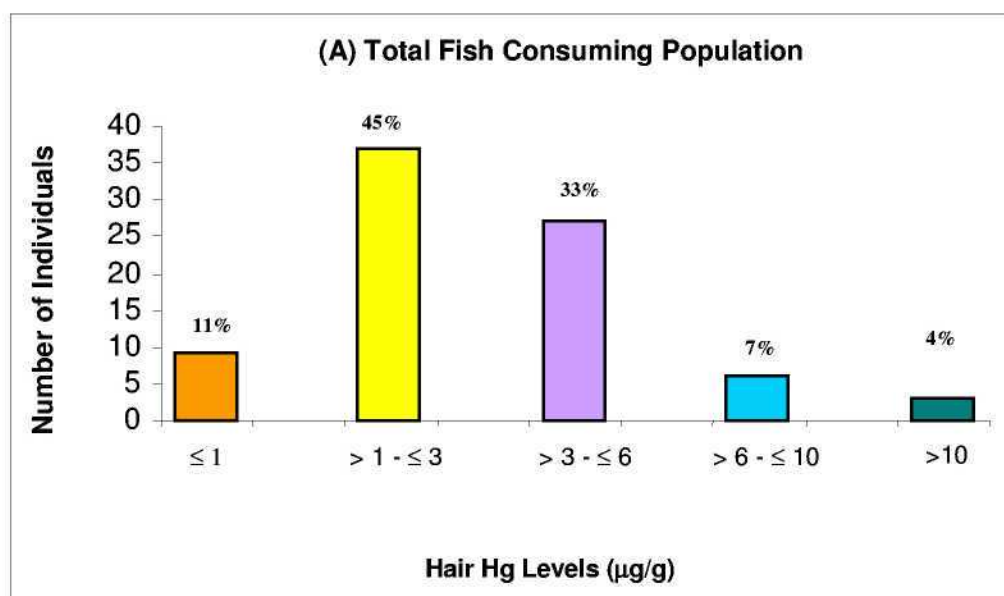 (A) Total Fish Consuming Population
Number of Individuals
40
35
30
25
20
15
10
5
0
11%
45%
33%
7%
4%
≤ 1
> 1 - ≤ 3
> 3 - ≤ 6
> 6 - ≤ 10
>10
Hair Hg Levels (µg/g)